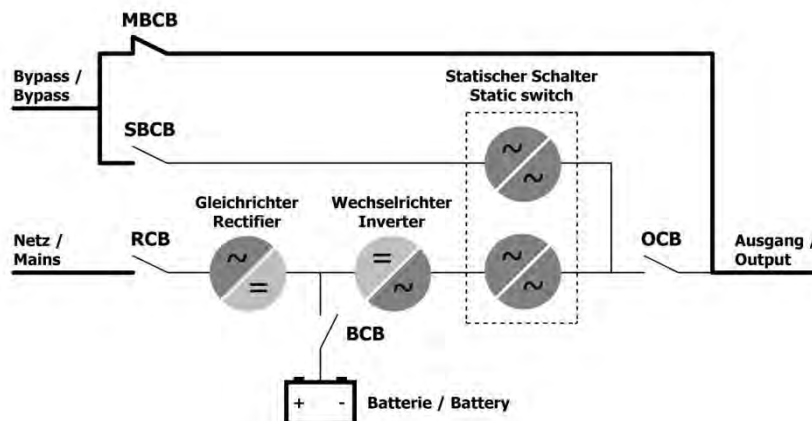 MBCB
Bypass /
Bypass
Statischer Schalter
Static switch
SBCB
~
~
Gleichrichter
Rectifier
Wechselrichter
Inverter
Netz /
Mains
RCB
~
=
=
~
~
~
OCB
Ausgang /
Output
BCB
+ -
Batterie / Battery